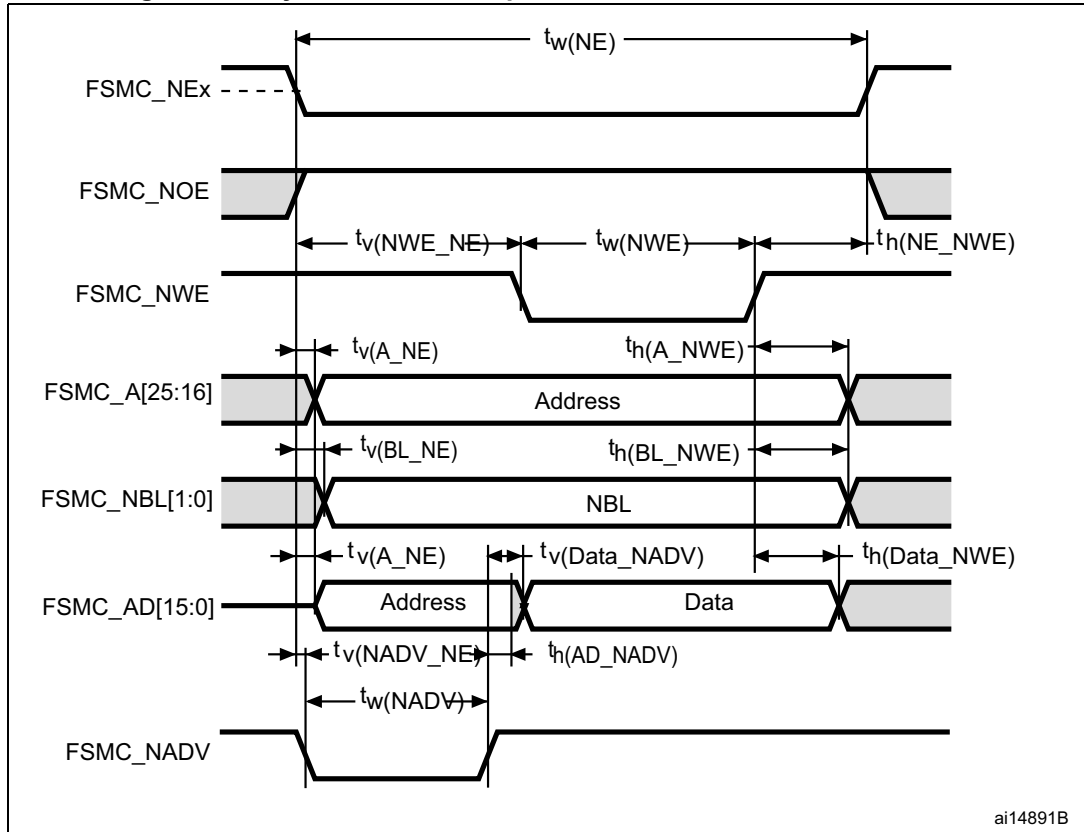 tw(NE)
FSMC_NEx
FSMC_NOE
tv(NWE_NE) tw(NWE) th(NE_NWE)
FSMC_NWE
tv(A_NE) th(A_NWE)
FSMC_A[25:16] Address
tv(BL_NE) th(BL_NWE)
FSMC_NBL[1:0] NBL
tv(A_NE) tv(Data_NADV) th(Data_NWE)
FSMC_AD[15:0] Address Data
tv(NADV_NE) th(AD_NADV)
tw(NADV)
FSMC_NADV
ai14891B